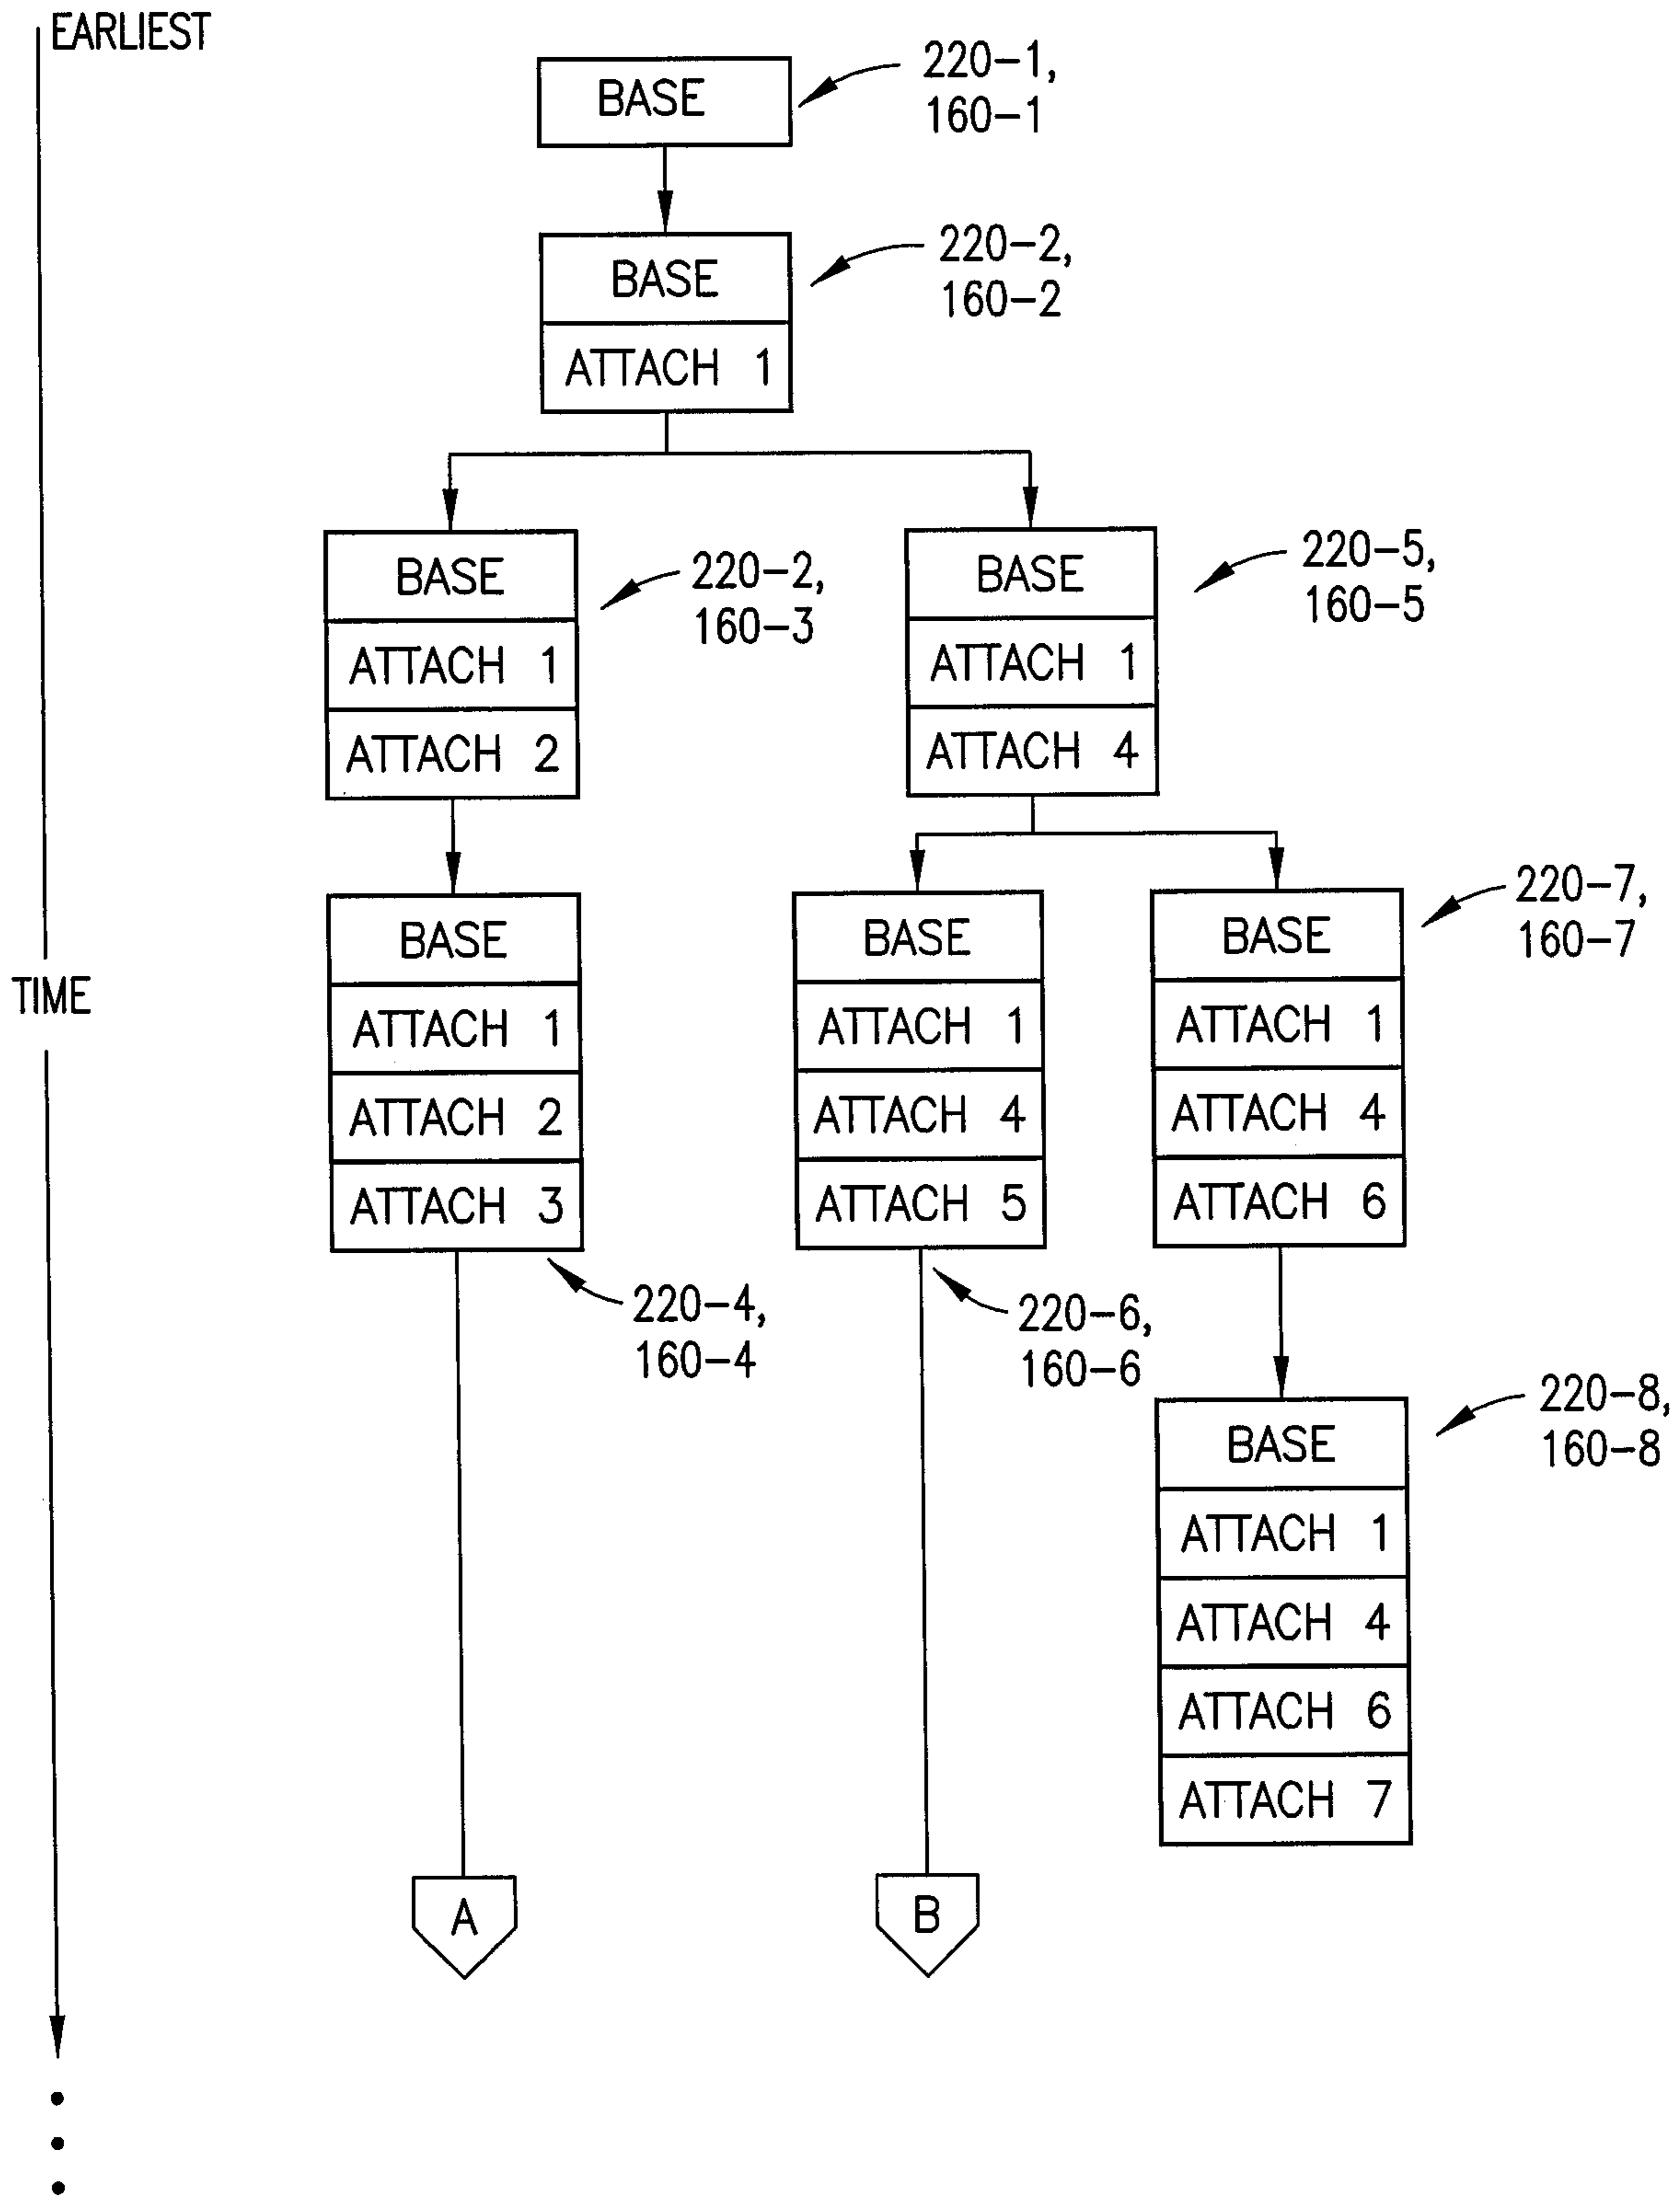 EARLIEST
BASE
220-1,
160-1
BASE
ATTACH 1
220-2,
160-2
BASE
ATTACH 1
ATTACH 2
220-2,
160-3
BASE
ATTACH 1
ATTACH 4
220-5,
160-5
TIME
BASE
ATTACH 1
ATTACH 2
ATTACH 3
220-4,
160-4
BASE
ATTACH 1
ATTACH 4
ATTACH 5
220-6,
160-6
BASE
ATTACH 1
ATTACH 4
ATTACH 6
220-7,
160-7
BASE
ATTACH 1
ATTACH 4
ATTACH 6
ATTACH 7
220-8,
160-8
A
B